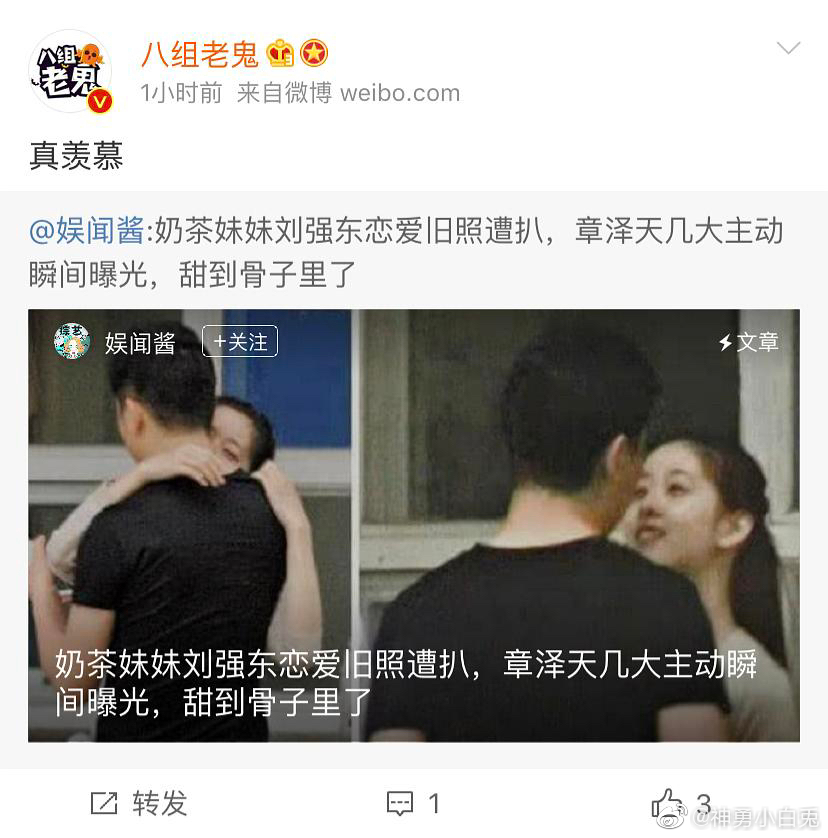 八组老鬼
八组老鬼
1小时前 来自微博 weibo.com
真羡慕
@娱闻酱:奶茶妹妹刘强东恋爱旧照遭扒，章泽天几大主动
瞬间曝光，甜到骨子里了
综艺
娱闻酱 +关注
文章
奶茶妹妹刘强东恋爱旧照遭扒，章泽天几大主动瞬
间曝光，甜到骨子里了
转发 1 3
@神勇小白兎